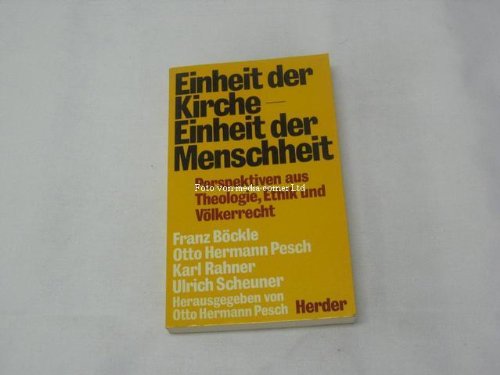 Einheit der
Kirche —
Einheit der
Menschheit
Perspektiven aus
Foto von media-comer Ltd
Theologie, Ethik und
Völkerrecht
Franz Böckle
Otto Hermann Pesch
Karl Rahner
Ulrich Scheuner
Herausgegeben von
Otto Hermann Pesch
Herder